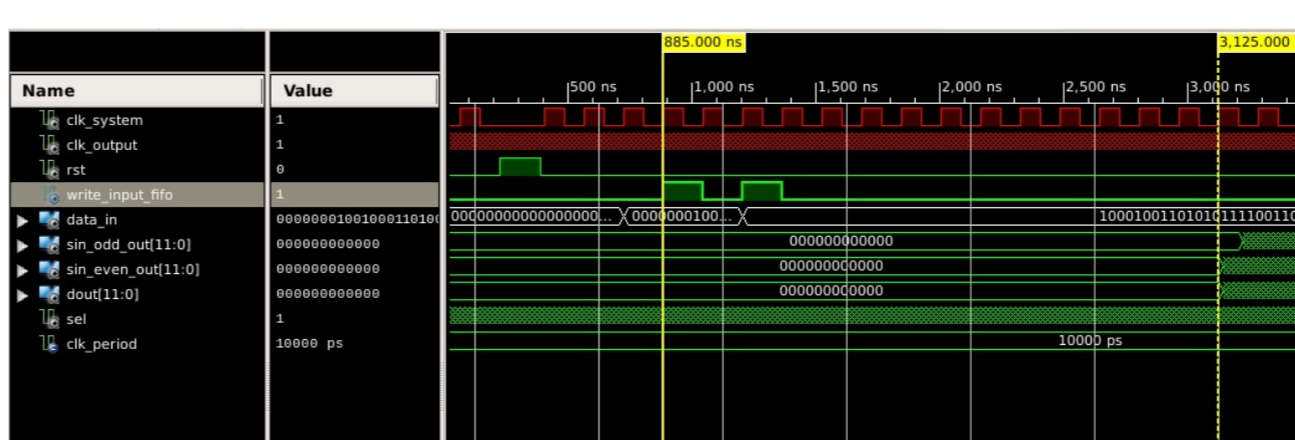 885.000 ns 3,125.000
Name Value 500 ns 1,000 ns 1,500 ns 2,000 ns 2,500 ns 3,000 ns
clk_system 1
clk_output 1
rst 0
write_input_fifo 1
data_in 000000000000000000... 0000000100...
sin_odd_out[11:0] 000000000000 000000000000
sin_even_out[11:0] 000000000000 000000000000
dout[11:0] 000000000000 000000000000
sel 1
clk_period 10000 ps 10000 ps